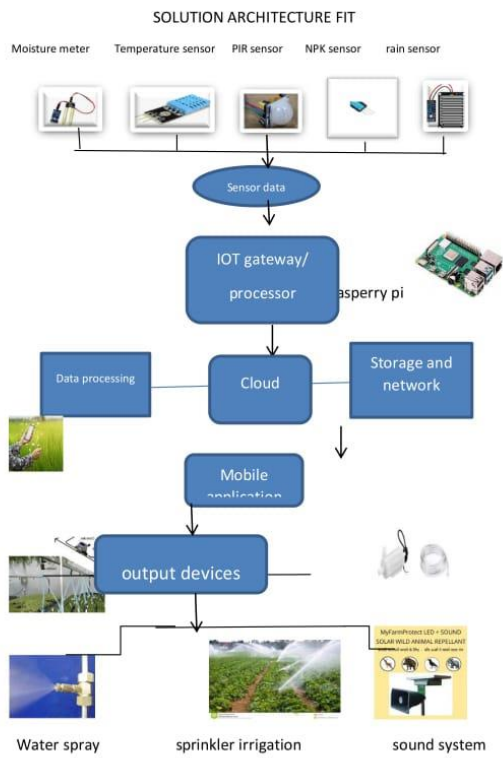 SOLUTION ARCHITECTURE FIT
Moisture meter Temperature sensor PIR sensor NPK sensor rain sensor
Sensor data
IOT gateway/
processor
asperry pi
Data processing
Cloud
Storage and
network
Mobile
application
output devices
MyFarmProtect LED + SOUND
SOLAR WILD ANIMAL REPELLANT
Water spray sprinkler irrigation sound system